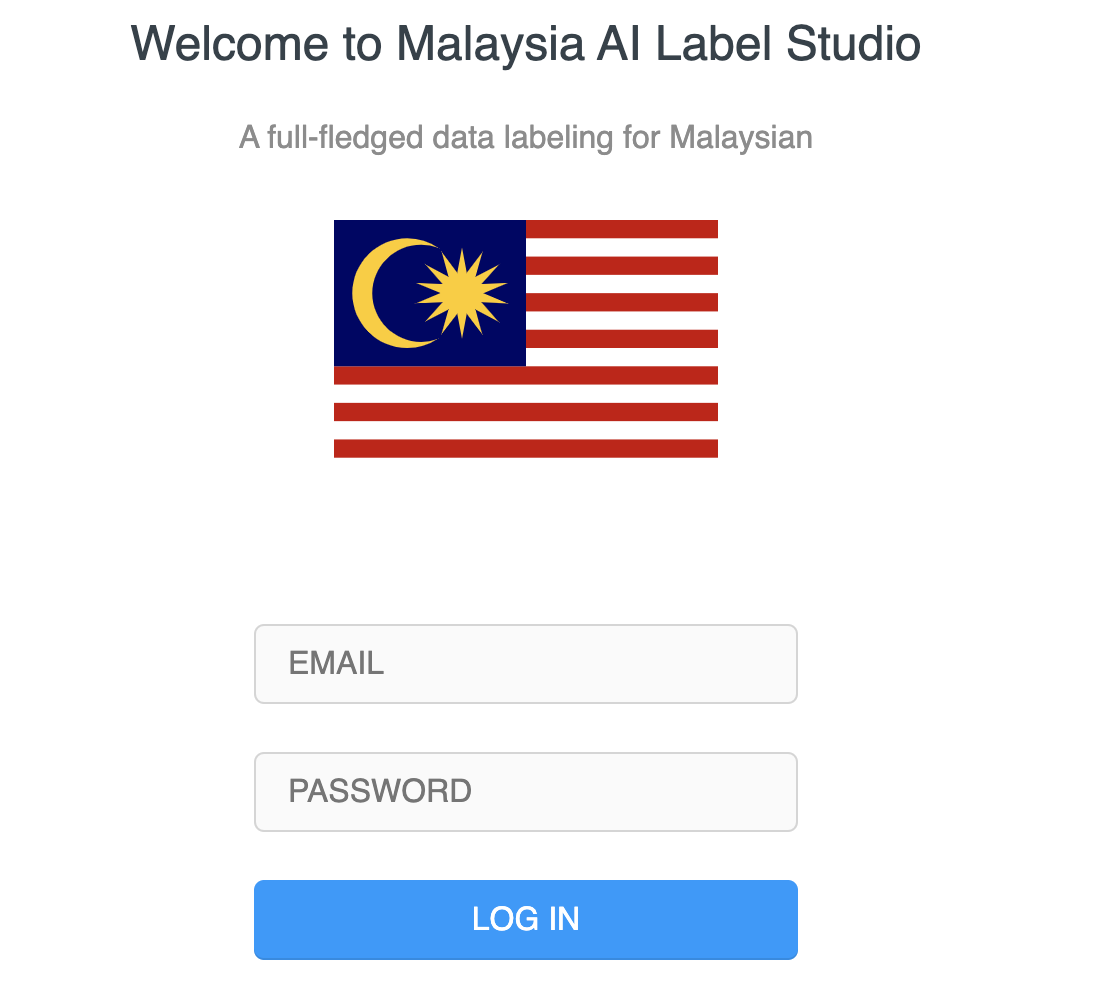 Welcome to Malaysia AI Label Studio
A full-fledged data labeling for Malaysian
EMAIL
PASSWORD
LOG IN